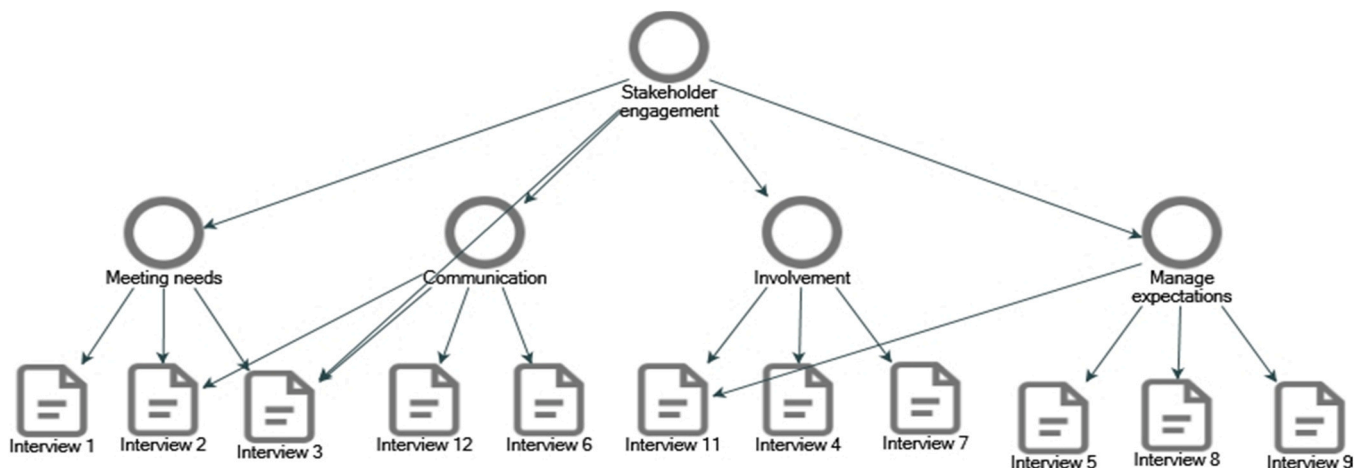 Stakeholder
engagement
Meeting needs
Communication
Involvement
Manage
expectations
Interview 1
Interview 2
Interview 3
Interview 12
Interview 6
Interview 11
Interview 4
Interview 7
Interview 5
Interview 8
Interview 9